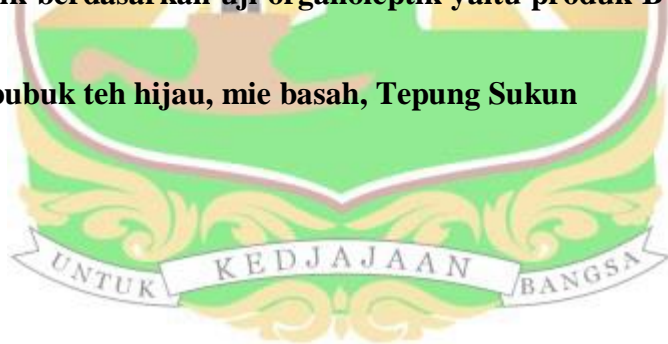 berdasarkan uji organoleptik yaitu produk
bubuk teh hijau, mie basah, Tepung Sukun
UNTUK KEDJAJAAN BANGSA